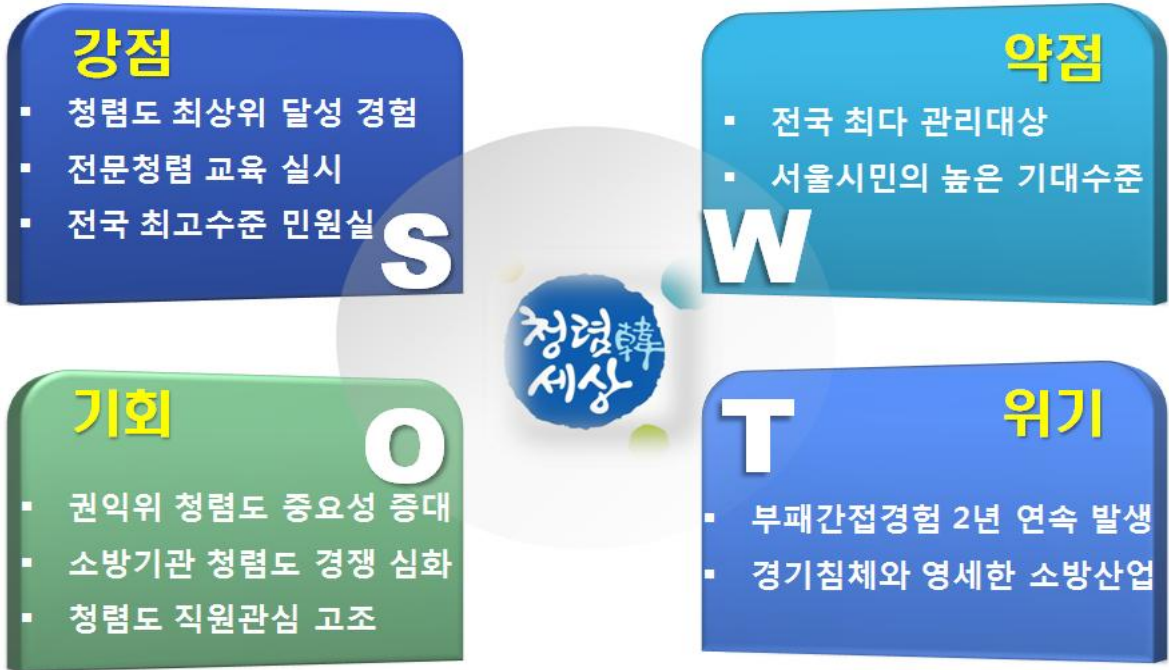 강점
▪ 청렴도 최상위 달성 경험
▪ 전문청렴 교육 실시
▪ 전국 최고수준 민원실
S
약점
▪ 전국 최다 관리대상
▪ 서울시민의 높은 기대수준
W
청렴韓
세상
기회
O
▪ 권익위 청렴도 중요성 증대
▪ 소방기관 청렴도 경쟁 심화
▪ 청렴도 직원관심 고조
T
위기
▪ 부패간접경험 2년 연속 발생
▪ 경기침체와 영세한 소방산업